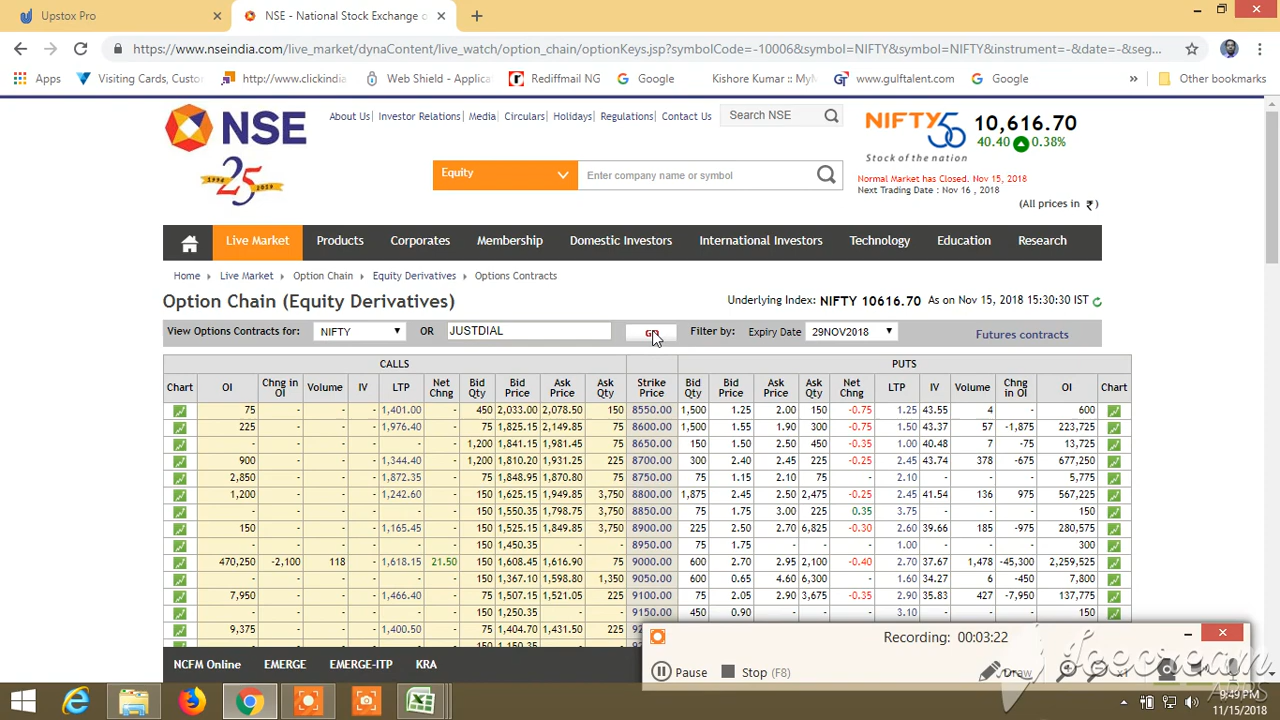 Upstox Pro
NSE - National Stock Exchange o
https://www.nseindia.com/live_market/dynaContent/live_watch/option_chain/optionKeys.jsp?symbolCode=-10006&symbol=NIFTY&symbol=NIFTY&instrument=-&date=-&seg...
Apps Visiting Cards, Custo http://www.clickindi Web Shield - Applica Rediffmail NG Google Kishore Kumar :: MyM www.gulftalent.com Google » Other bookmarks
NSE
25
About Us| Investor Relations| Media| Circulars| Holidays| Regulations| Contact Us
Search NSE
NIFTY 50
Stock of the nation
10,616.70
40.40 0.38%
Equity
Enter company name or symbol
Normal Market has Closed. Nov 15, 2018
Next Trading Date : Nov 16 , 2018
(All prices in ₹ )
Live Market Products Corporates Membership Domestic Investors International Investors Technology Education Research
Home Live Market Option Chain Equity Derivatives Options Contracts
Option Chain (Equity Derivatives)
Underlying Index: NIFTY 10616.70 As on Nov 15, 2018 15:30:30 IST
View Options Contracts for: NIFTY OR JUSTDIAL Filter by: Expiry Date 29NOV2018 Futures contracts
CALLS PUTS
Chart OI Chng in OI Volume IV LTP Net Chng Bid Qty Bid Price Ask Price Ask Qty Strike Price Bid Qty Bid Price Ask Price Ask Qty Net Chng LTP IV Volume Chng in OI OI Chart
75 - - - 1,401.00 - 450 2,033.00 2,078.50 150 8550.00 1,500 1.25 2.00 150 -0.75 1.25 43.55 4 - 600
225 - - - 1,976.40 - 75 1,825.15 2,149.85 75 8600.00 1,500 1.55 1.90 300 -0.75 1.50 43.37 57 -1,875 223,725
- - - - - - 1,200 1,841.15 1,981.45 75 8650.00 150 1.50 2.50 450 -0.35 1.00 40.48 7 -75 13,725
900 - - - 1,344.40 - 1,200 1,810.20 1,931.25 225 8700.00 300 2.40 2.45 225 -0.25 2.45 43.74 378 -675 677,250
2,850 - - - 1,872.35 - 75 1,848.95 1,870.80 75 8750.00 75 1.15 2.10 75 - 2.10 - - - 5,775
1,200 - - - 1,242.60 - 150 1,625.15 1,949.85 3,750 8800.00 1,875 2.45 2.50 2,475 -0.25 2.45 41.54 136 975 567,225
- - - - - - 150 1,550.35 1,798.75 3,750 8850.00 75 1.75 3.00 225 0.35 3.75 - - - 225
150 - - - 1,165.45 - 150 1,525.15 1,849.85 3,750 8900.00 225 2.50 2.70 6,825 -0.30 2.60 39.66 185 -975 280,575
- - - - - - 150 1,450.35 - - 8950.00 75 1.75 - - - 1.00 - - - 300
470,250 -2,100 118 - 1,618.15 21.50 150 1,608.45 1,616.90 75 9000.00 600 2.70 2.95 2,100 -0.40 2.70 37.67 1,478 -45,300 2,259,525
- - - - - - 150 1,367.10 1,598.80 1,350 9050.00 600 0.65 4.60 6,300 - 1.60 34.27 6 -450 7,800
7,950 - - - 1,466.40 - 75 1,507.15 1,521.05 225 9100.00 75 2.05 2.90 3,675 -0.35 2.90 35.83 427 -7,950 137,775
- - - - - - 150 1,250.35 - - 9150.00 450 0.90 - - - 3.10 - - - 150
9,375 - - - 1,400.50 - 75 1,404.70 1,431.50 225
NCFM Online EMERGE EMERGE-ITP KRA
Recording: 00:03:22
Pause Stop (F8) Draw
Icecream
APPS
9:49 PM
11/15/2018